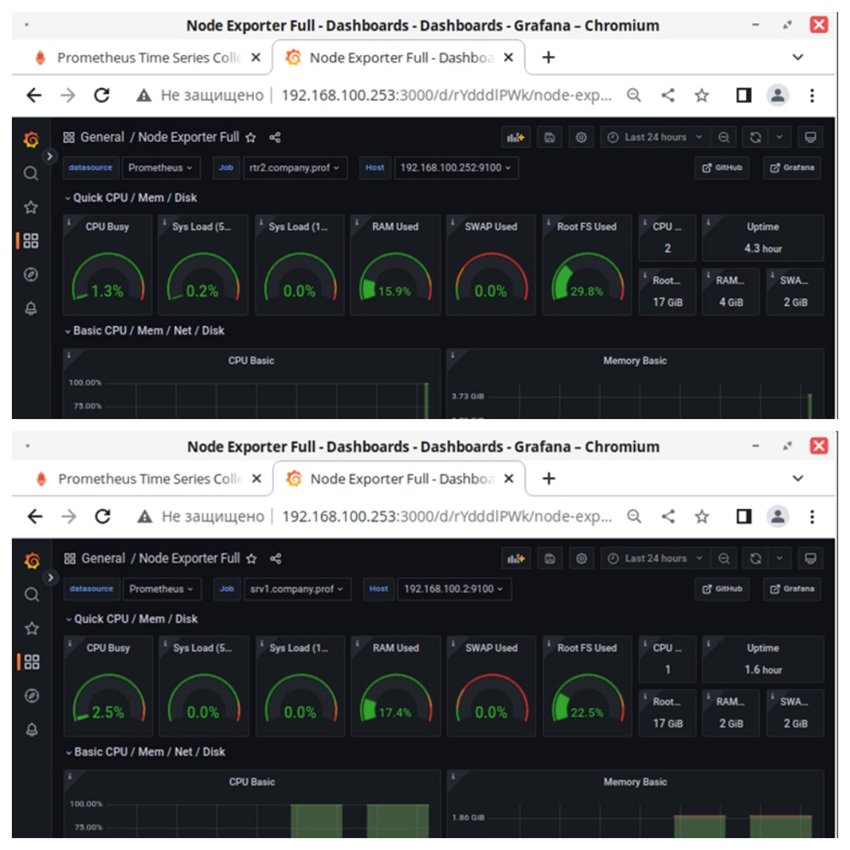 Node Exporter Full - Dashboards - Dashboards - Grafana – Chromium
Prometheus Time Series Colle Node Exporter Full - Dashboa
Не защищено 192.168.100.253:3000/d/rYdddlPWk/node-exp...
General / Node Exporter Full Last 24 hours
datasource Prometheus Job rtr2.company.prof Host 192.168.100.252:9100 GitHub Grafana
Quick CPU / Mem / Disk
CPU Busy Sys Load (5... Sys Load (1... RAM Used SWAP Used Root FS Used CPU ... Uptime
2 4.3 hour
Root... RAM... SWA...
1.3% 0.2% 0.0% 15.9% 0.0% 29.8% 17 GiB 4 GiB 2 GiB
Basic CPU / Mem / Net / Disk
CPU Basic Memory Basic
100.00%
3.73 GiB
75.00%
Node Exporter Full - Dashboards - Dashboards - Grafana – Chromium
Prometheus Time Series Colle Node Exporter Full - Dashboa
Не защищено 192.168.100.253:3000/d/rYdddlPWk/node-exp...
General / Node Exporter Full Last 24 hours
datasource Prometheus Job srv1.company.prof Host 192.168.100.2:9100 GitHub Grafana
Quick CPU / Mem / Disk
CPU Busy Sys Load (5... Sys Load (1... RAM Used SWAP Used Root FS Used CPU ... Uptime
1 1.6 hour
Root... RAM... SWA...
2.5% 0.0% 0.0% 17.4% 0.0% 22.5% 17 GiB 2 GiB 2 GiB
Basic CPU / Mem / Net / Disk
CPU Basic Memory Basic
100.00%
1.86 GiB
75.00%